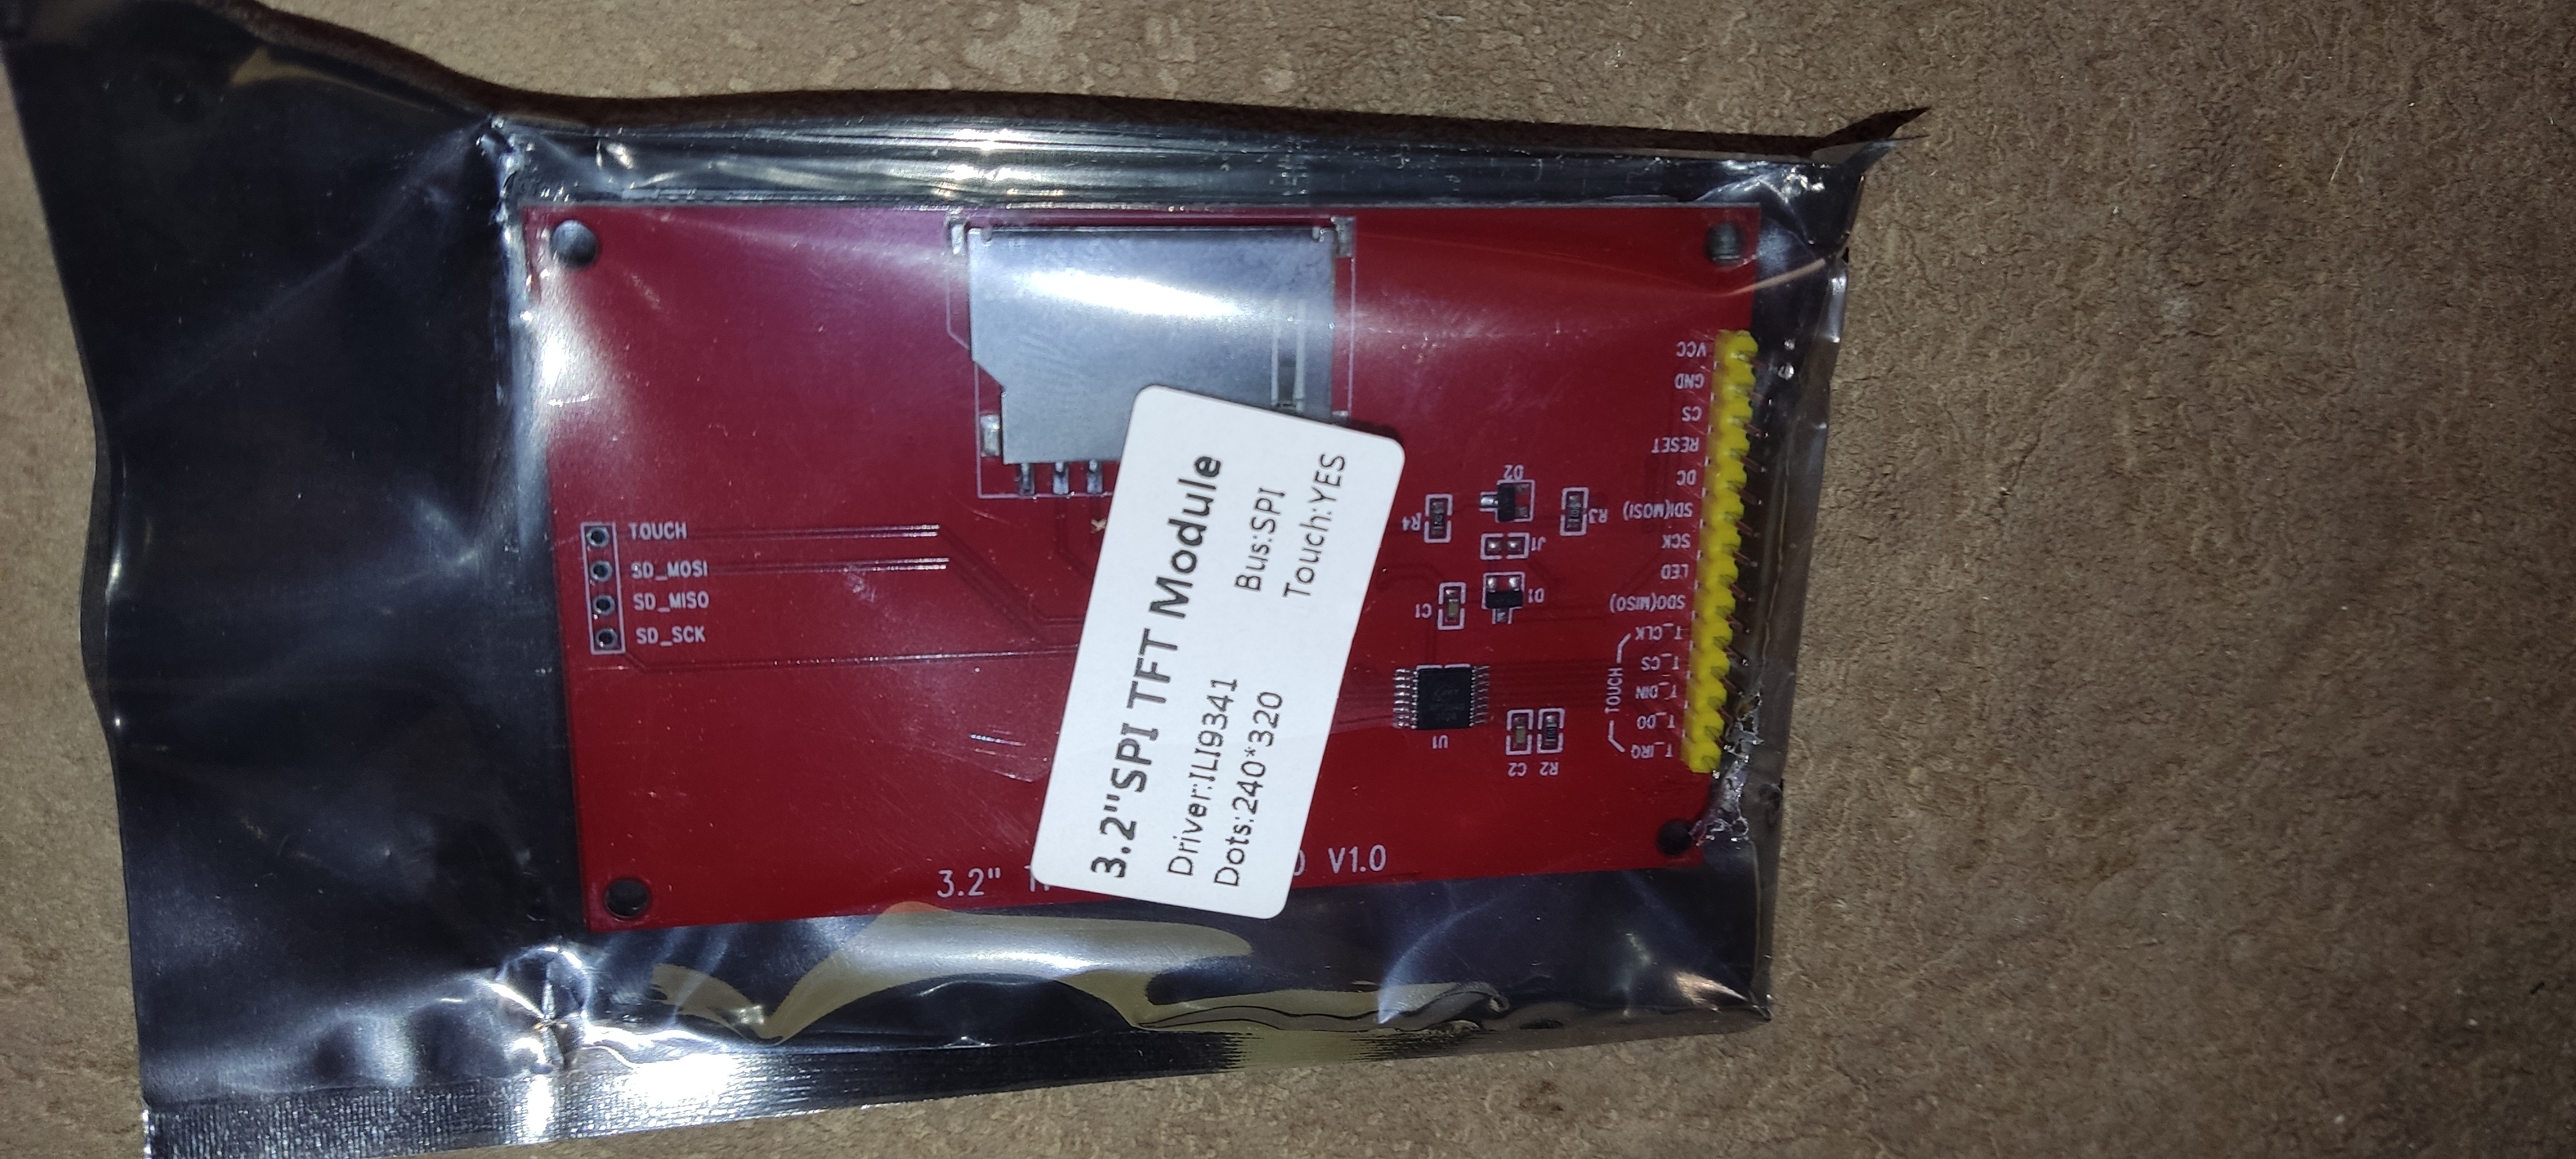 3.2"SPI TFT Module
Driver:ILI9341 Bus:SPI
Dots:240*320 Touch:YES
TOUCH
SD_MOSI
SD_MISO
SD_SCK
VCC
GND
CS
RESET
DC
SDI(MOSI)
SCK
LED
SDO(MISO)
T_CLK
T_CS
T_DIN
T_DO
T_IRQ
TOUCH
D2
R4
R3
J1
C1
D1
U1
C2
R2
3.2" V1.0